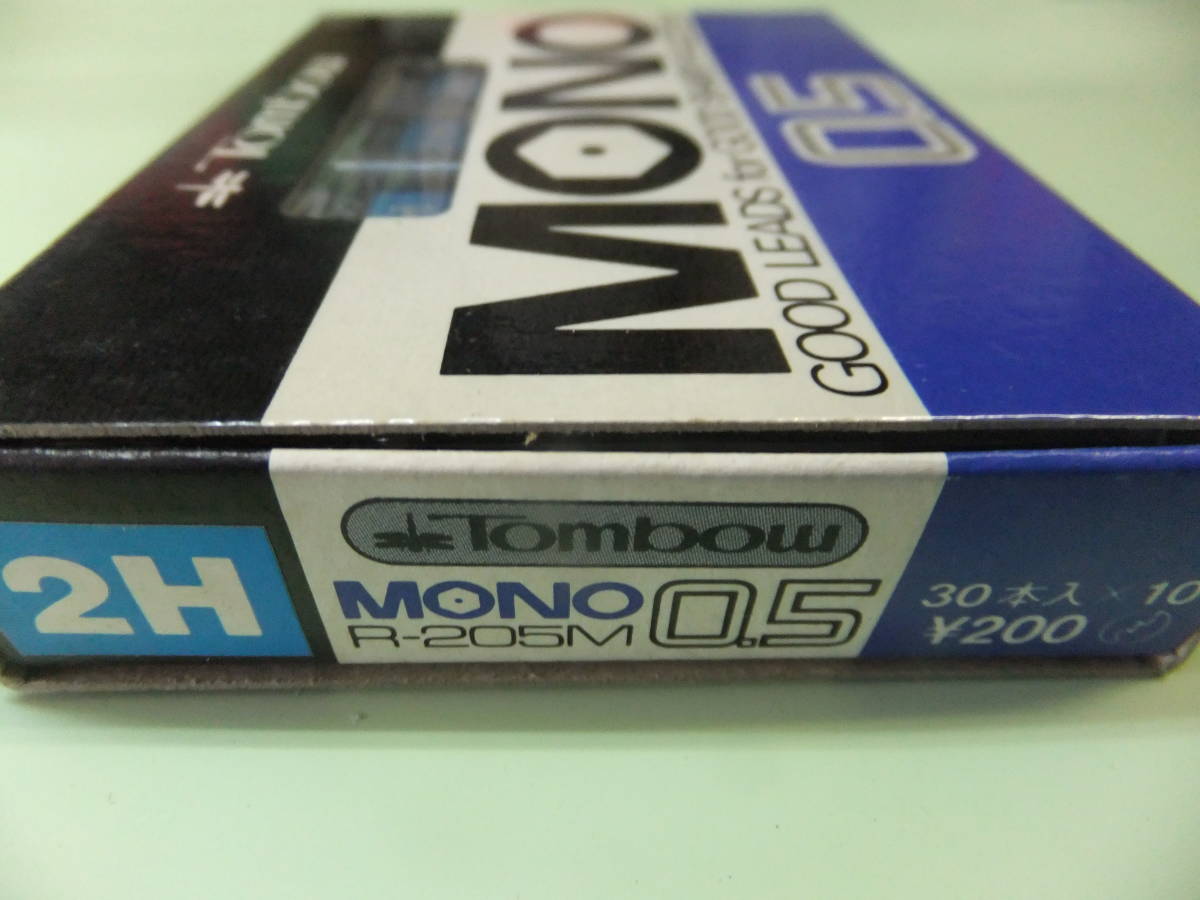 Tombow
MONO
GOOD LEADS for GOOD
0.5
2H
Tombow
MONO
R-205M
0.5
30本入×10
¥200